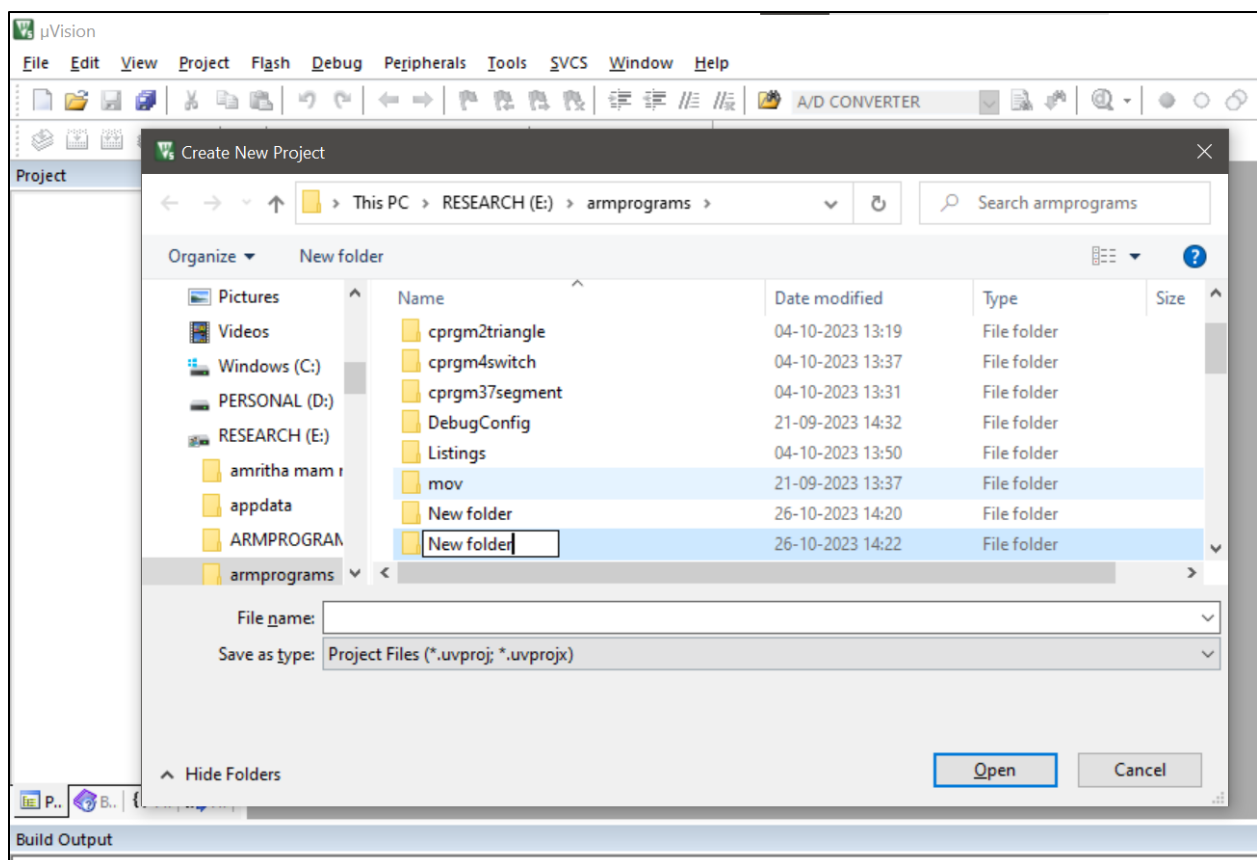 µVision
File Edit View Project Flash Debug Peripherals Tools SVCS Window Help
A/D CONVERTER
Create New Project
Project
This PC > RESEARCH (E:) > armprograms >
Search armprograms
Organize New folder
Pictures
Videos
Windows (C:)
PERSONAL (D:)
RESEARCH (E:)
amritha mam
appdata
ARMPROGRAM
armprograms
Name Date modified Type Size
cprgm2triangle 04-10-2023 13:19 File folder
cprgm4switch 04-10-2023 13:37 File folder
cprgm37segment 04-10-2023 13:31 File folder
DebugConfig 21-09-2023 14:32 File folder
Listings 04-10-2023 13:50 File folder
mov 21-09-2023 13:37 File folder
New folder 26-10-2023 14:20 File folder
New folder 26-10-2023 14:22 File folder
File name:
Save as type: Project Files (*.uvproj; *.uvprojx)
Hide Folders
Open Cancel
P.. B..
Build Output